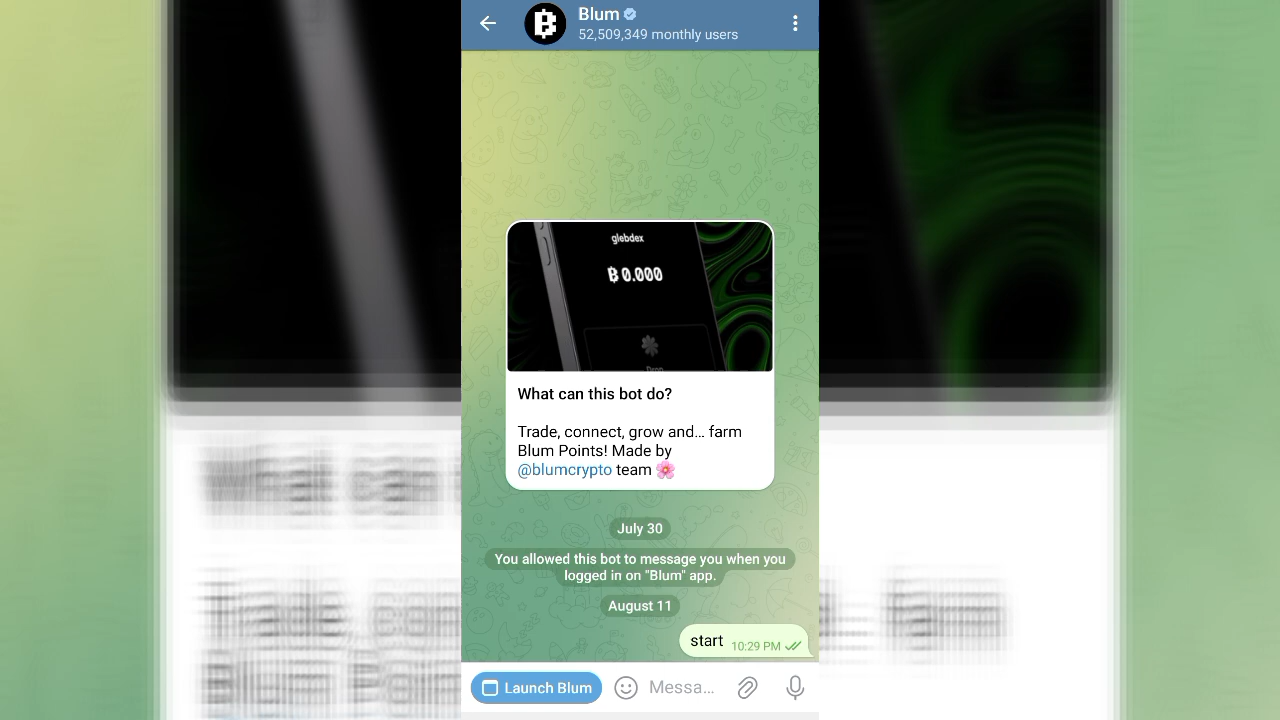 Blum
52,509,349 monthly users
glebdex
0.000
Drop
What can this bot do?
Trade, connect, grow and... farm
Blum Points! Made by
@blumcrypto team 🌸
July 30
You allowed this bot to message you when you
logged in on "Blum" app.
August 11
start 10:29 PM
Launch Blum Messa...